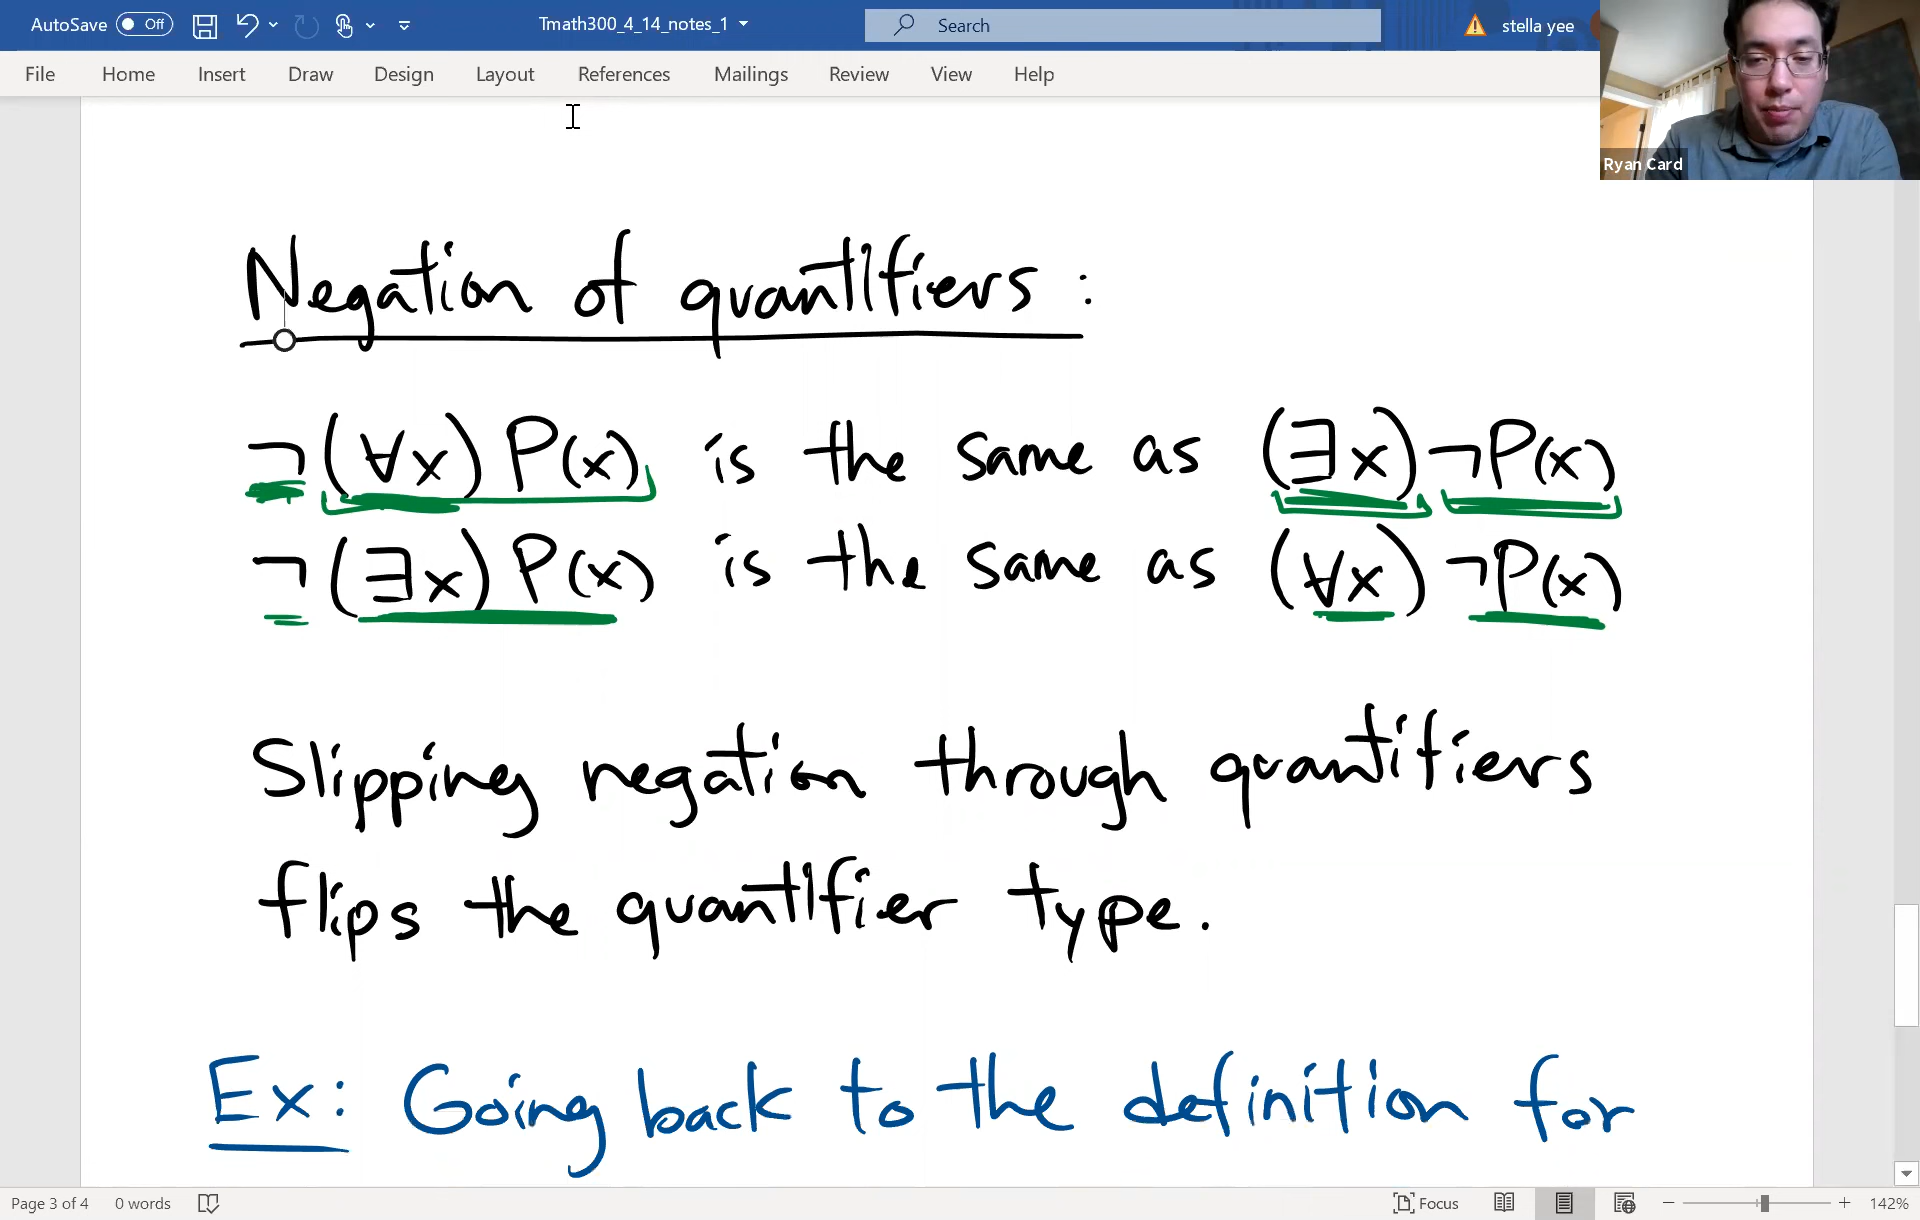 AutoSave Off Tmath300_4_14_notes_1 Search stella yee
File Home Insert Draw Design Layout References Mailings Review View Help
Ryan Card
Negation of quantifiers :
¬(∀x) P(x) is the same as (∃x) ¬P(x)
¬(∃x) P(x) is the same as (∀x) ¬P(x)
Slipping negation through quantifiers
flips the quantifier type.
Ex: Going back to the definition for
Page 3 of 4 0 words Focus 142%